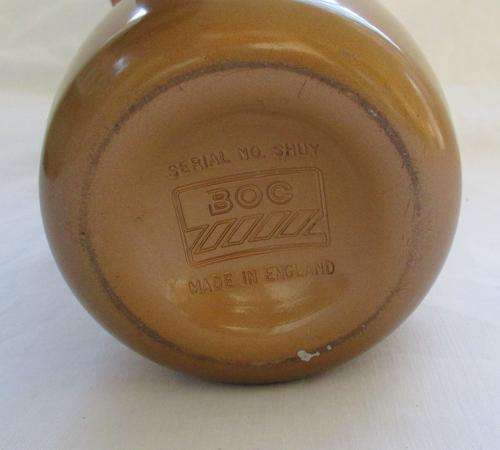 SERIAL NO. SHUY
BOC
MADE IN ENGLAND